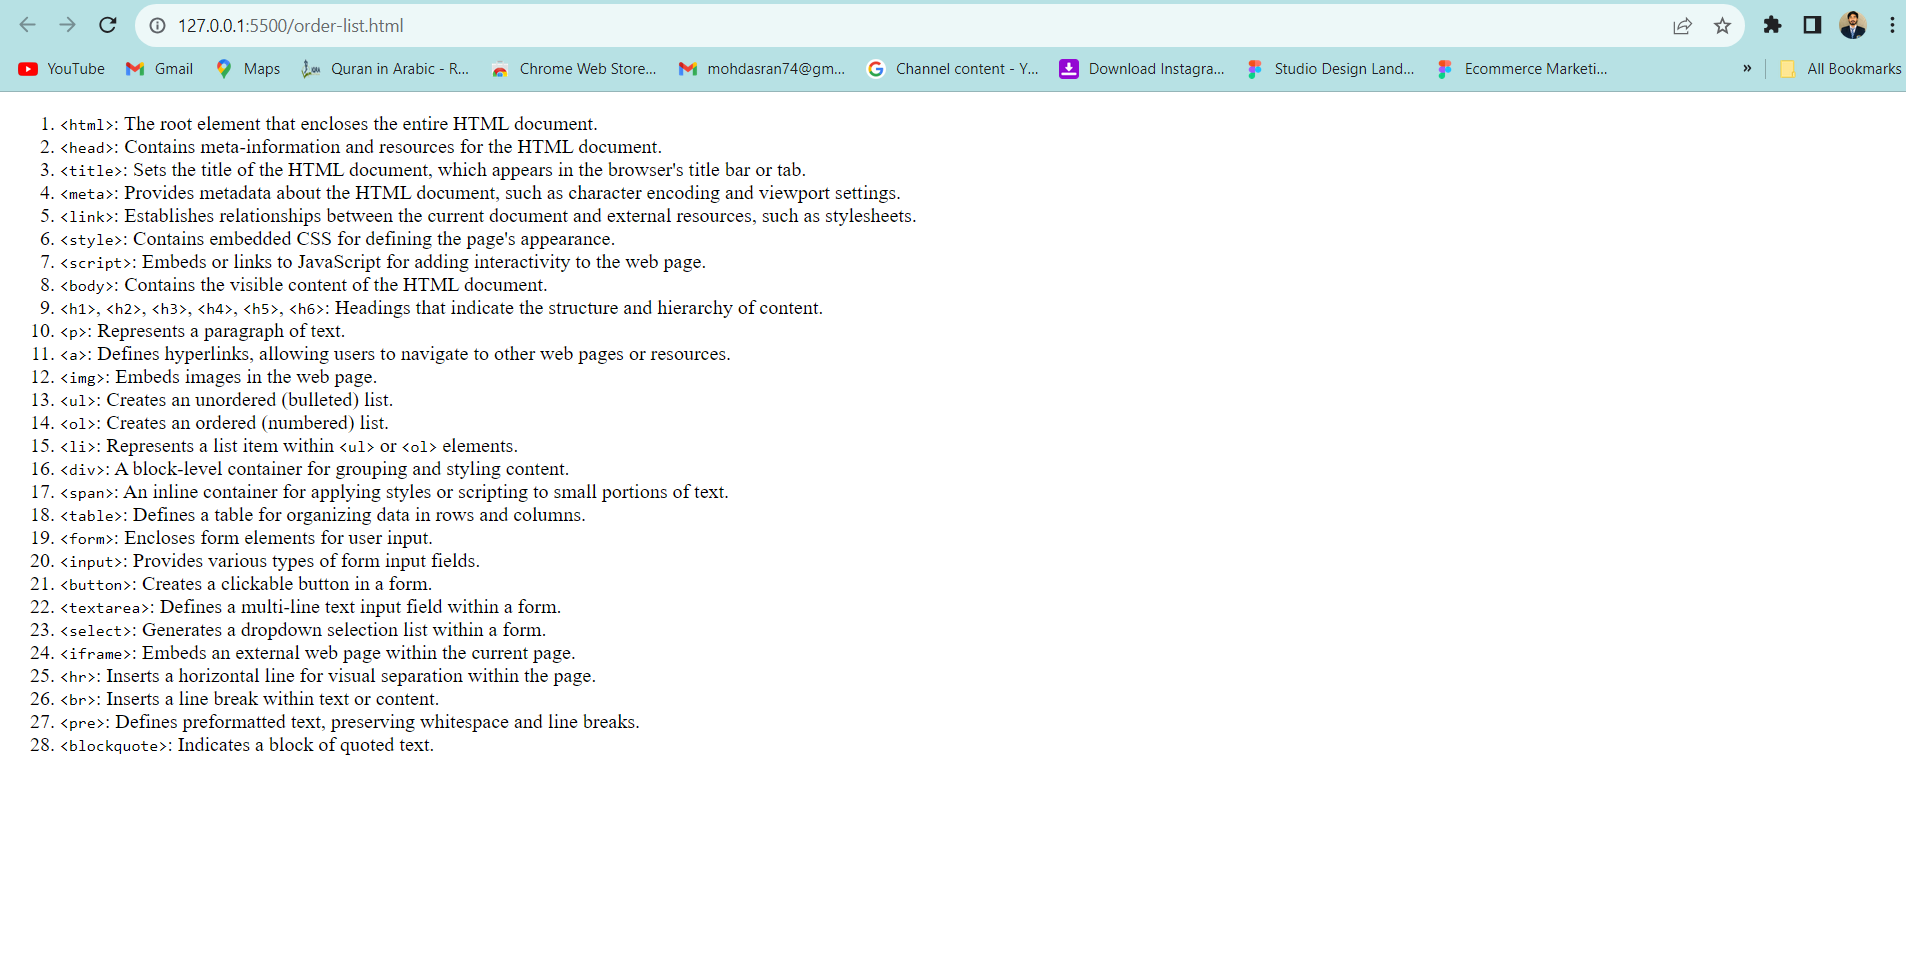 127.0.0.1:5500/order-list.html
YouTube Gmail Maps Quran in Arabic - R... Chrome Web Store... mohdasran74@gm... Channel content - Y... Download Instagra... Studio Design Land... Ecommerce Marketi... » All Bookmarks
1. <html>: The root element that encloses the entire HTML document.
2. <head>: Contains meta-information and resources for the HTML document.
3. <title>: Sets the title of the HTML document, which appears in the browser's title bar or tab.
4. <meta>: Provides metadata about the HTML document, such as character encoding and viewport settings.
5. <link>: Establishes relationships between the current document and external resources, such as stylesheets.
6. <style>: Contains embedded CSS for defining the page's appearance.
7. <script>: Embeds or links to JavaScript for adding interactivity to the web page.
8. <body>: Contains the visible content of the HTML document.
9. <h1>, <h2>, <h3>, <h4>, <h5>, <h6>: Headings that indicate the structure and hierarchy of content.
10. <p>: Represents a paragraph of text.
11. <a>: Defines hyperlinks, allowing users to navigate to other web pages or resources.
12. <img>: Embeds images in the web page.
13. <ul>: Creates an unordered (bulleted) list.
14. <ol>: Creates an ordered (numbered) list.
15. <li>: Represents a list item within <ul> or <ol> elements.
16. <div>: A block-level container for grouping and styling content.
17. <span>: An inline container for applying styles or scripting to small portions of text.
18. <table>: Defines a table for organizing data in rows and columns.
19. <form>: Encloses form elements for user input.
20. <input>: Provides various types of form input fields.
21. <button>: Creates a clickable button in a form.
22. <textarea>: Defines a multi-line text input field within a form.
23. <select>: Generates a dropdown selection list within a form.
24. <iframe>: Embeds an external web page within the current page.
25. <hr>: Inserts a horizontal line for visual separation within the page.
26. <br>: Inserts a line break within text or content.
27. <pre>: Defines preformatted text, preserving whitespace and line breaks.
28. <blockquote>: Indicates a block of quoted text.